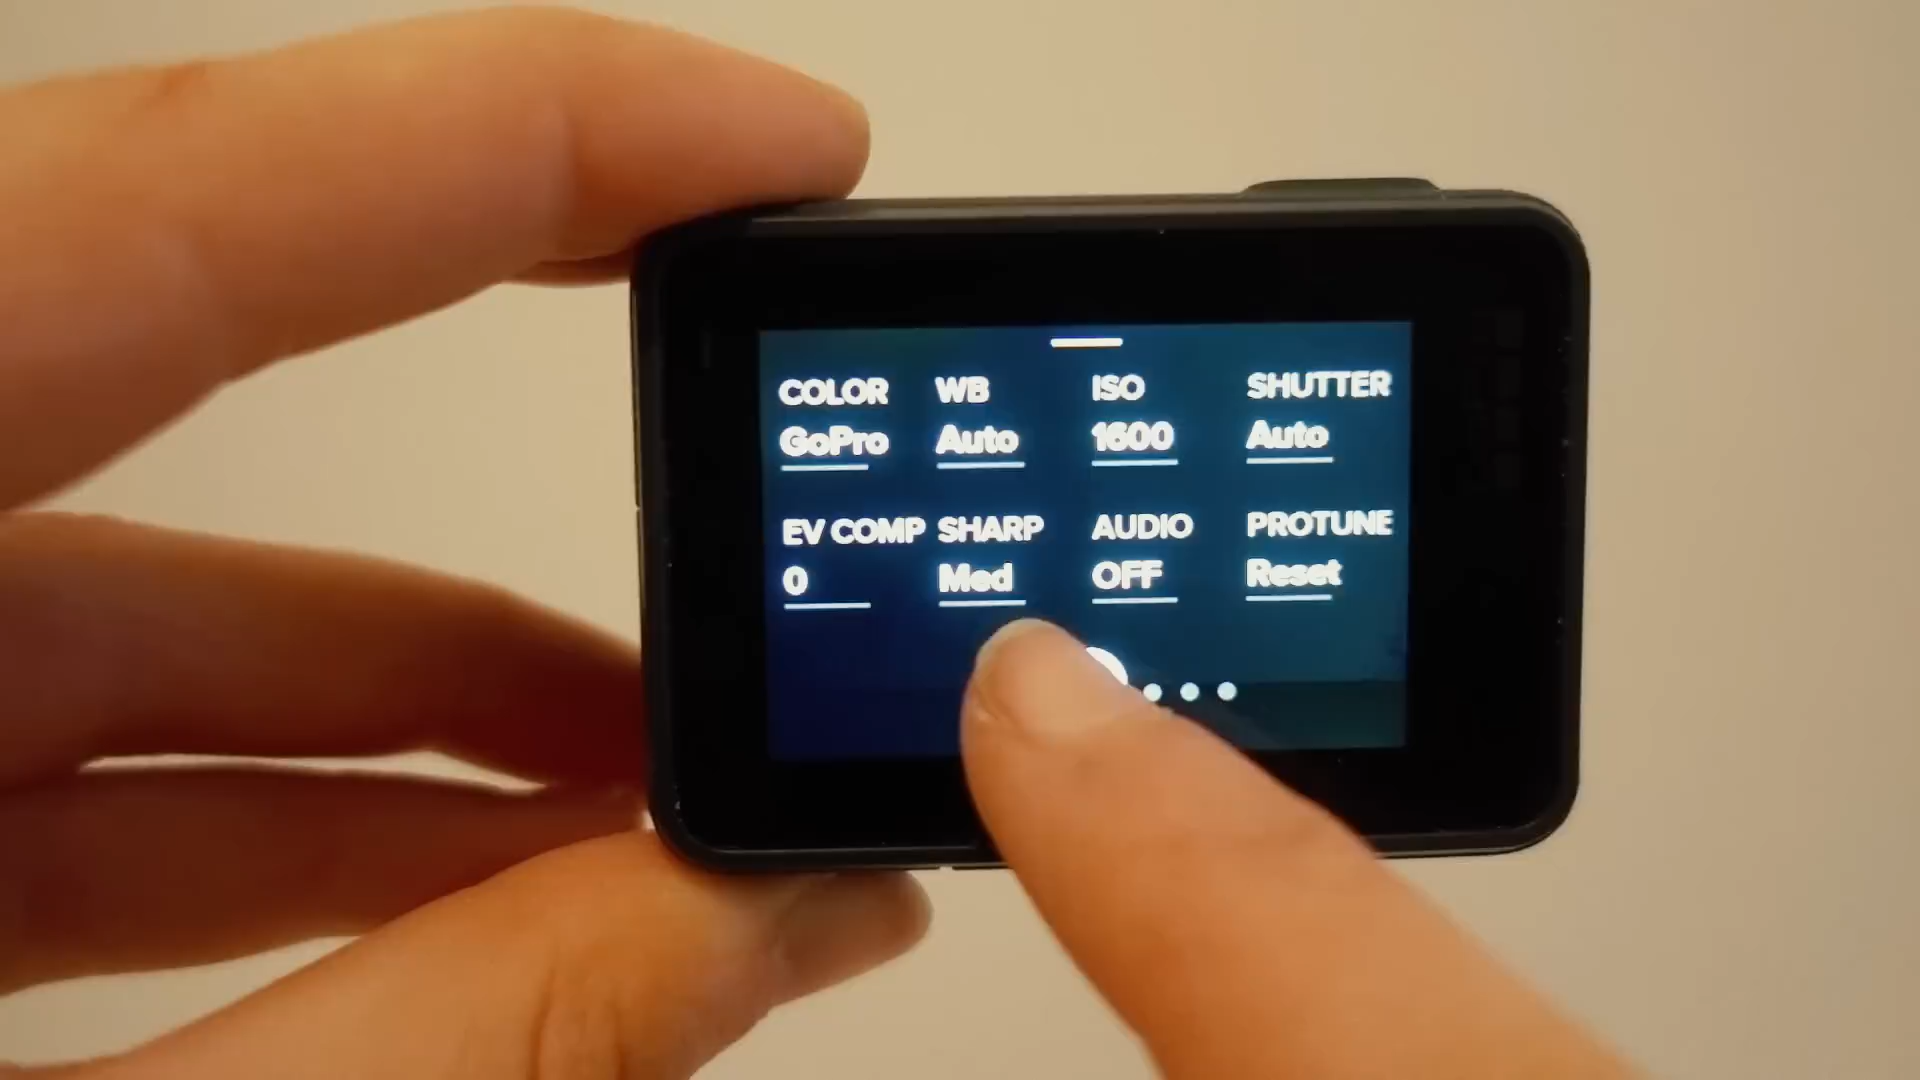 COLOR WB ISO SHUTTER
GoPro Auto 1600 Auto
EV COMP SHARP AUDIO PROTUNE
0 Med OFF Reset